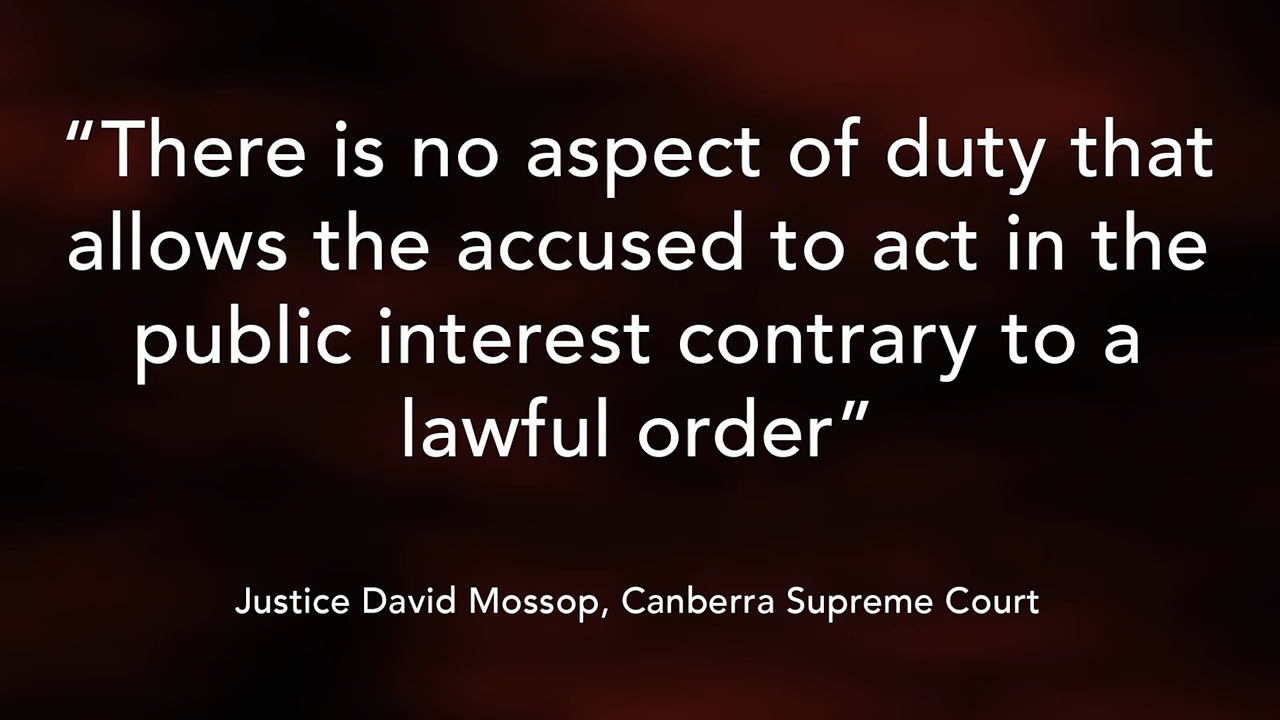 “There is no aspect of duty that
allows the accused to act in the
public interest contrary to a
lawful order”
Justice David Mossop, Canberra Supreme Court